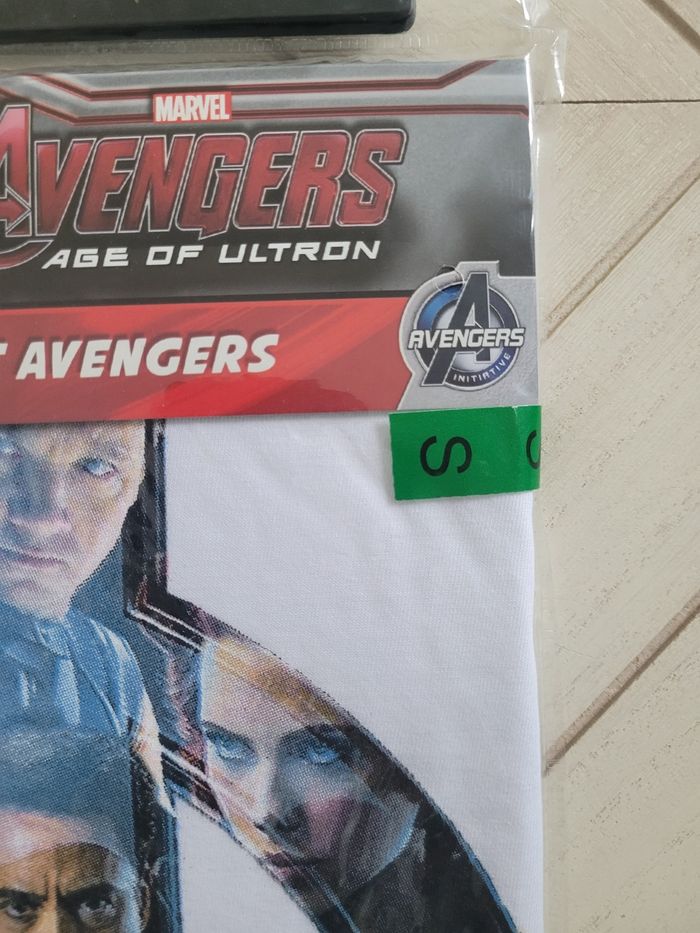 MARVEL
AVENGERS
AGE OF ULTRON
AVENGERS
AVENGERS
INITIATIVE
S